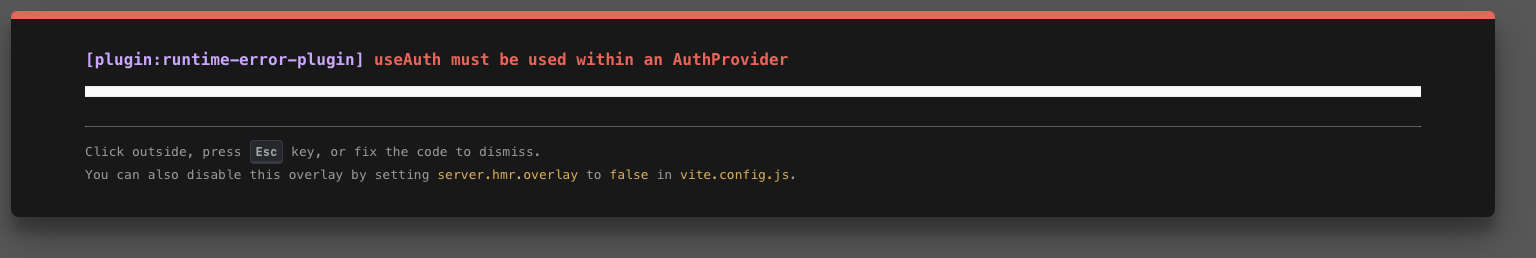 [plugin:runtime-error-plugin] useAuth must be used within an AuthProvider
Click outside, press Esc key, or fix the code to dismiss.
You can also disable this overlay by setting server.hmr.overlay to false in vite.config.js.